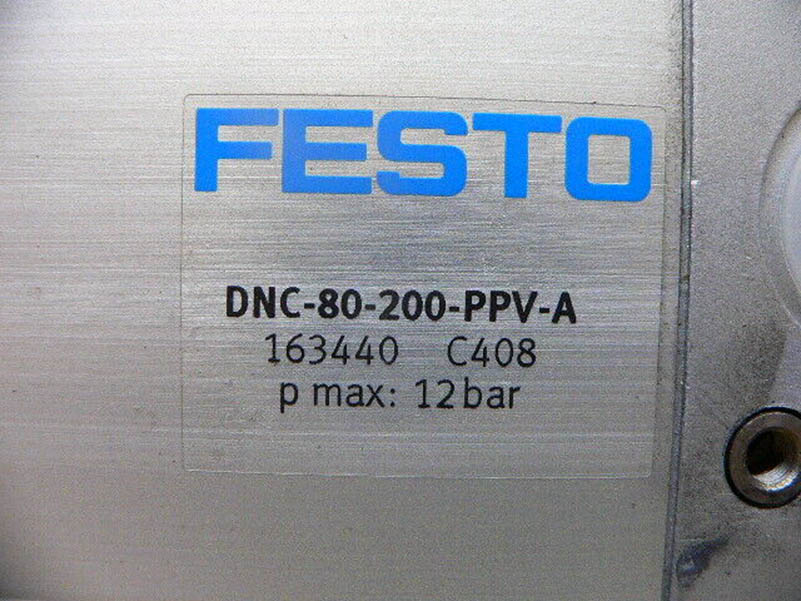 FESTO
DNC-80-200-PPV-A
163440 C408
p max: 12bar